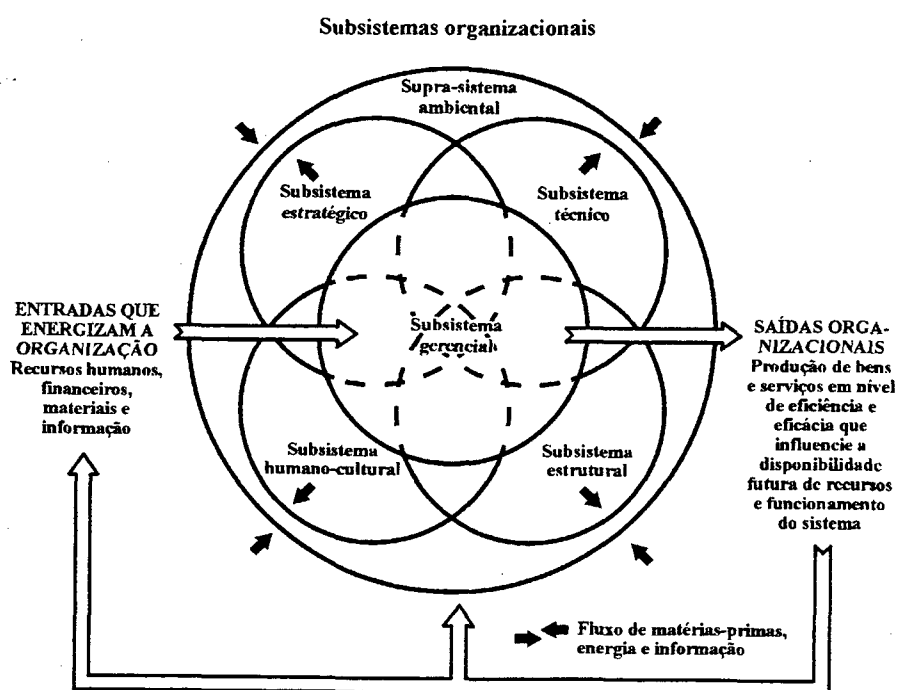 Subsistemas organizacionais
Supra-sistema
ambiental
Subsistema
estratégico
Subsistema
técnico
ENTRADAS QUE
ENERGIZAM A
ORGANIZAÇÃO
Recursos humanos,
financeiros,
materiais e
informação
Subsistema
gerencial
SAÍDAS ORGA-
NIZACIONAIS
Produção de bens
e serviços em nível
de eficiência e
eficácia que
influencie a
disponibilidade
futura de recursos
e funcionamento
do sistema
Subsistema
humano-cultural
Subsistema
estrutural
Fluxo de matérias-primas,
energia e informação